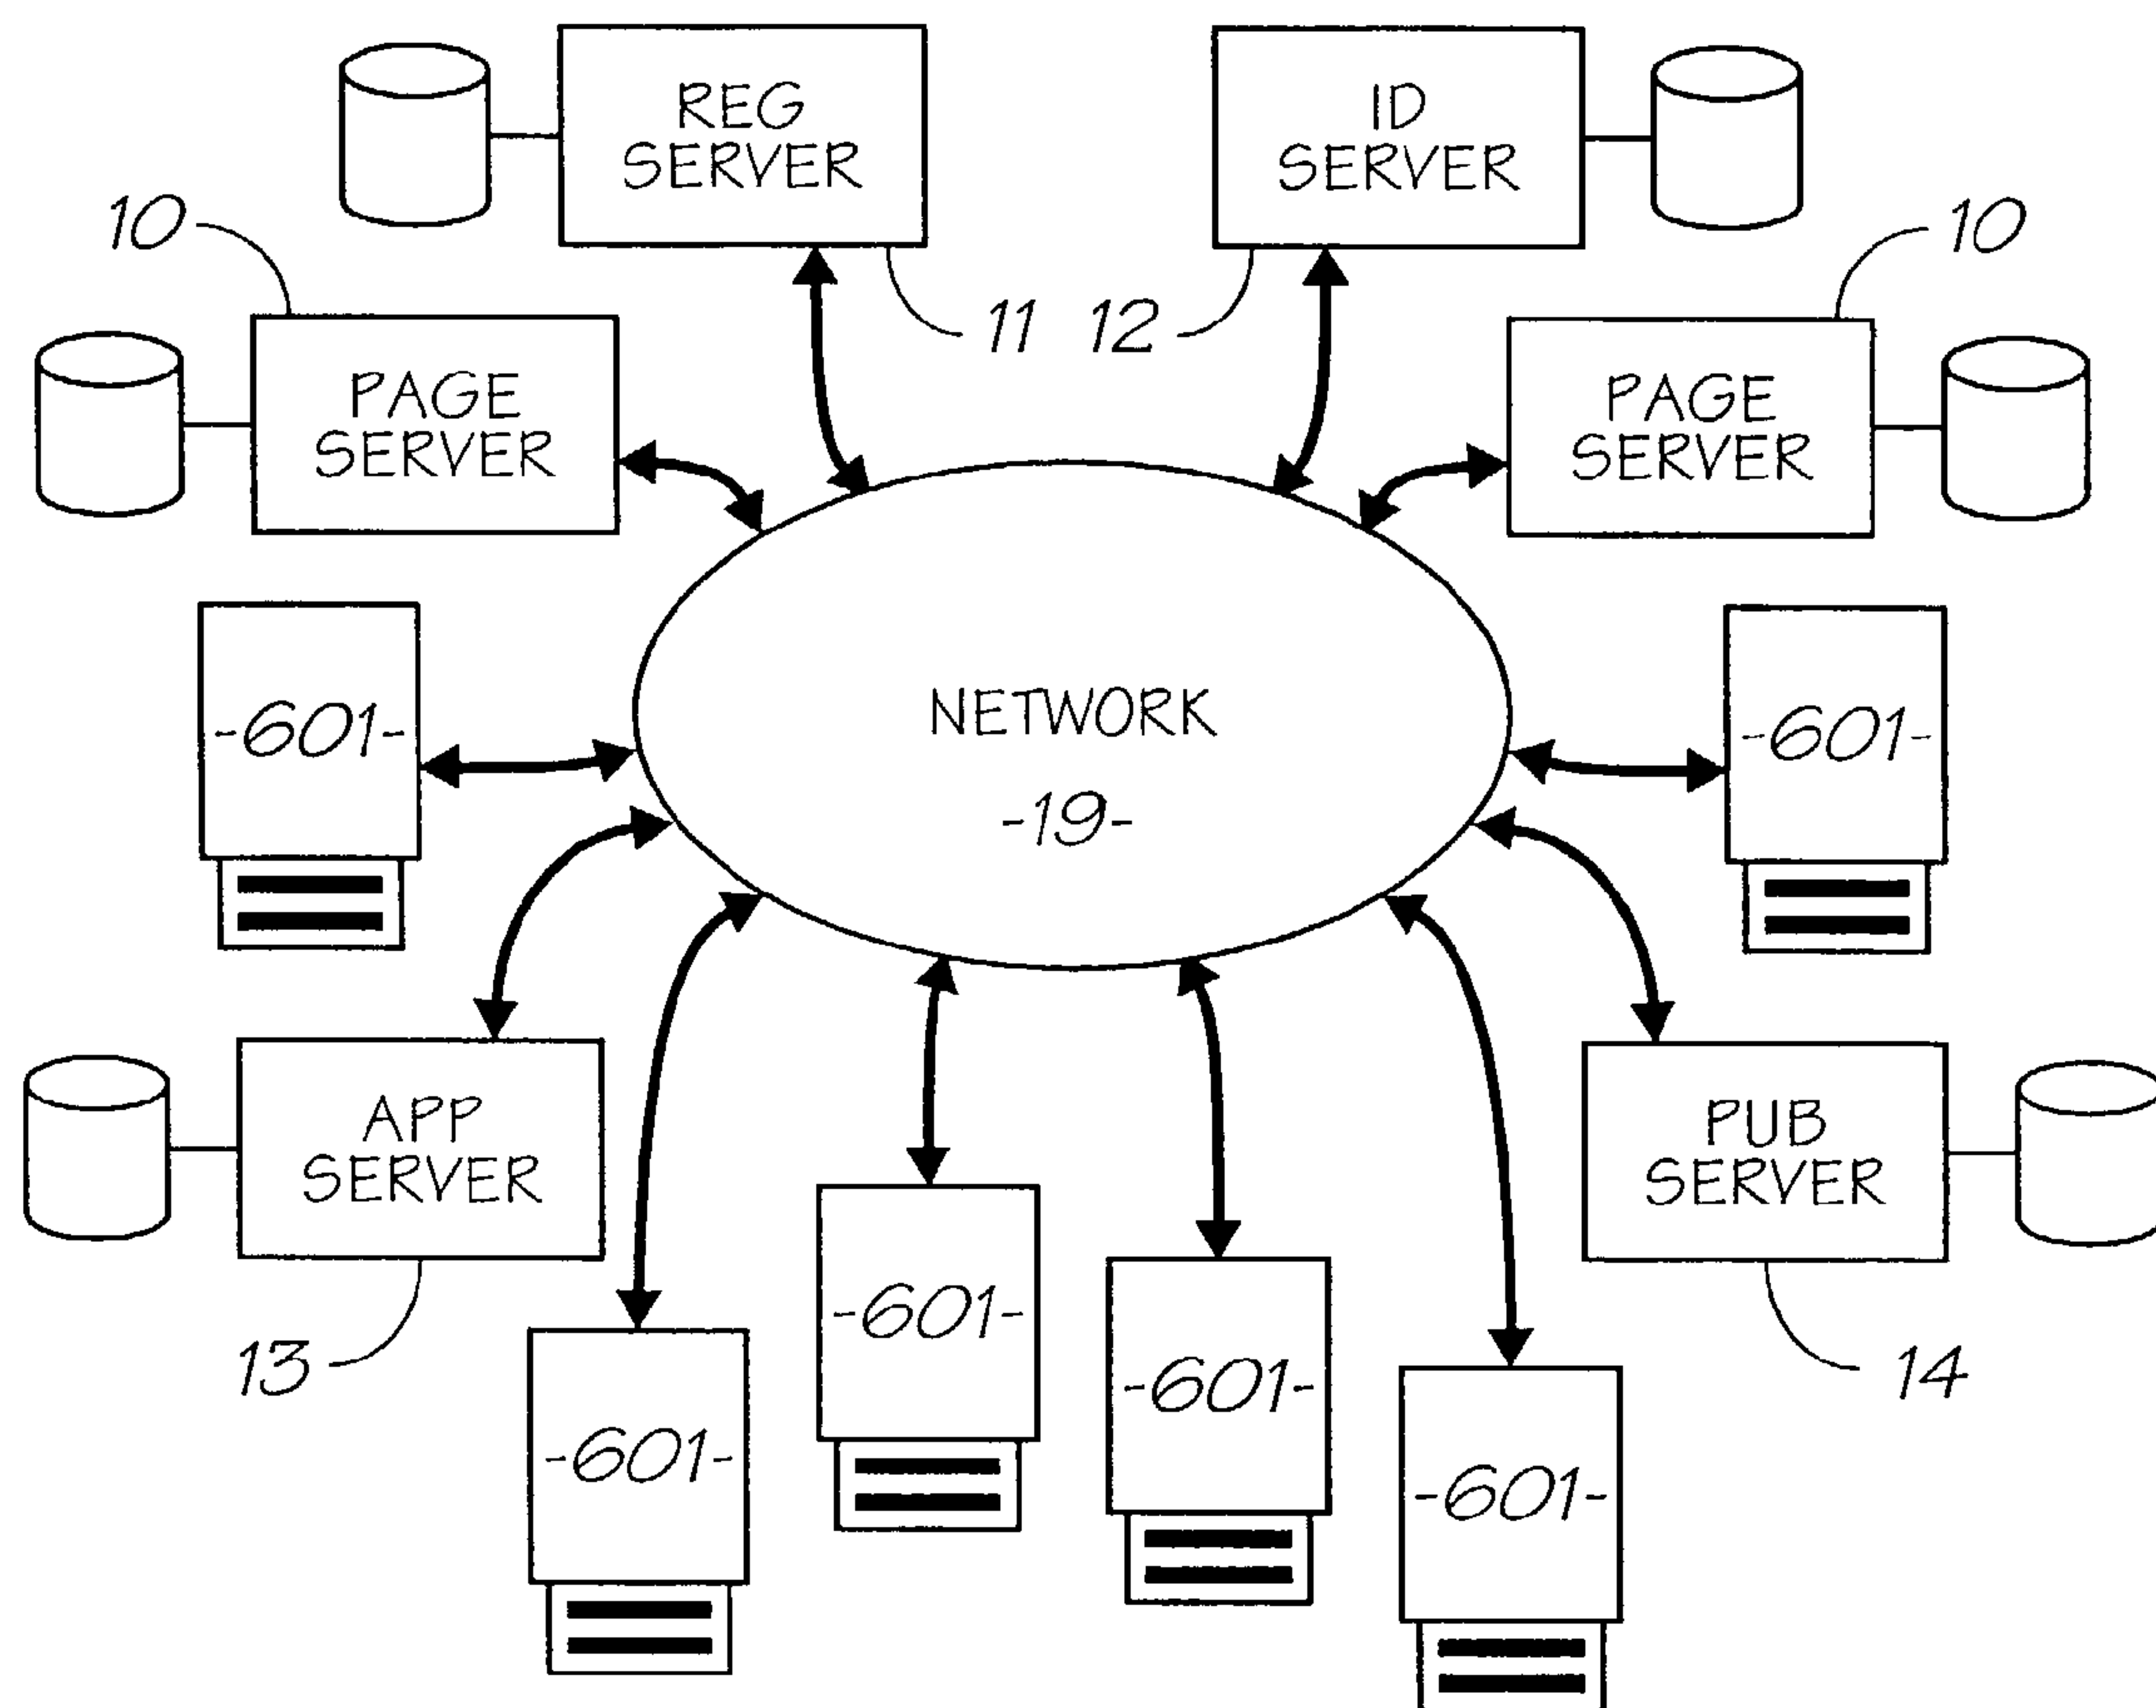 REG
SERVER
ID
SERVER
10
10
11
12
PAGE
SERVER
PAGE
SERVER
-601-
NETWORK
-19-
-601-
APP
SERVER
PUB
SERVER
-601-
-601-
13
14
-601-
-601-